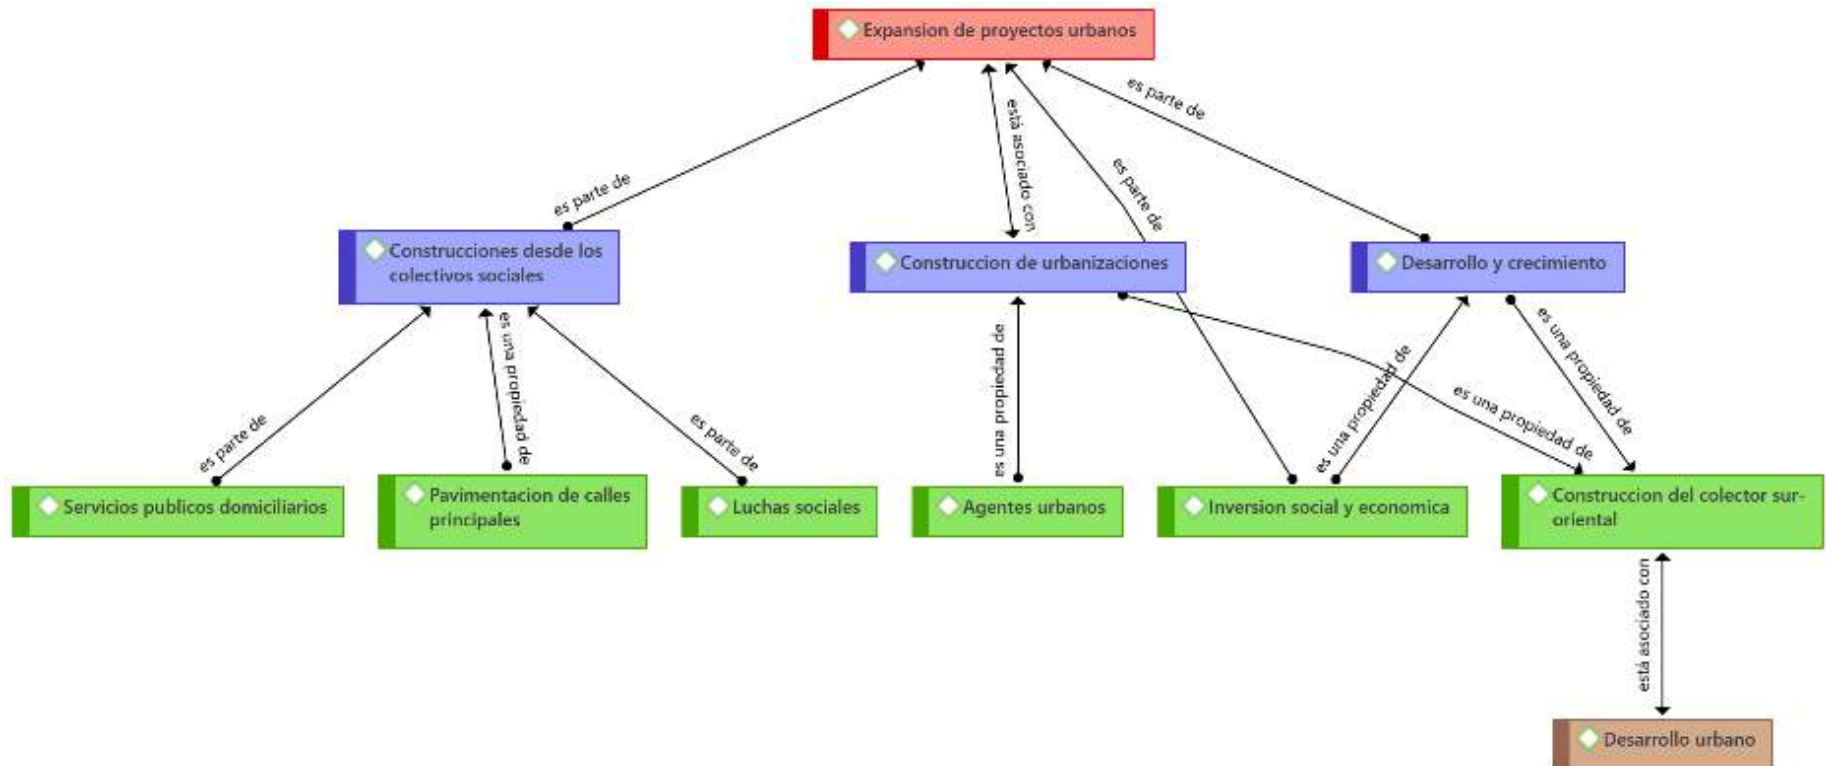 Expansion de proyectos urbanos
es parte de
está asociado con
es parte de
es parte de
Construcciones desde los
colectivos sociales
Construccion de urbanizaciones
Desarrollo y crecimiento
es parte de
es una propiedad de
es parte de
es una propiedad de
es una propiedad de
es una propiedad de
es una propiedad de
Servicios publicos domiciliarios
Pavimentacion de calles
principales
Luchas sociales
Agentes urbanos
Inversion social y economica
Construccion del colector sur-
oriental
está asociado con
Desarrollo urbano